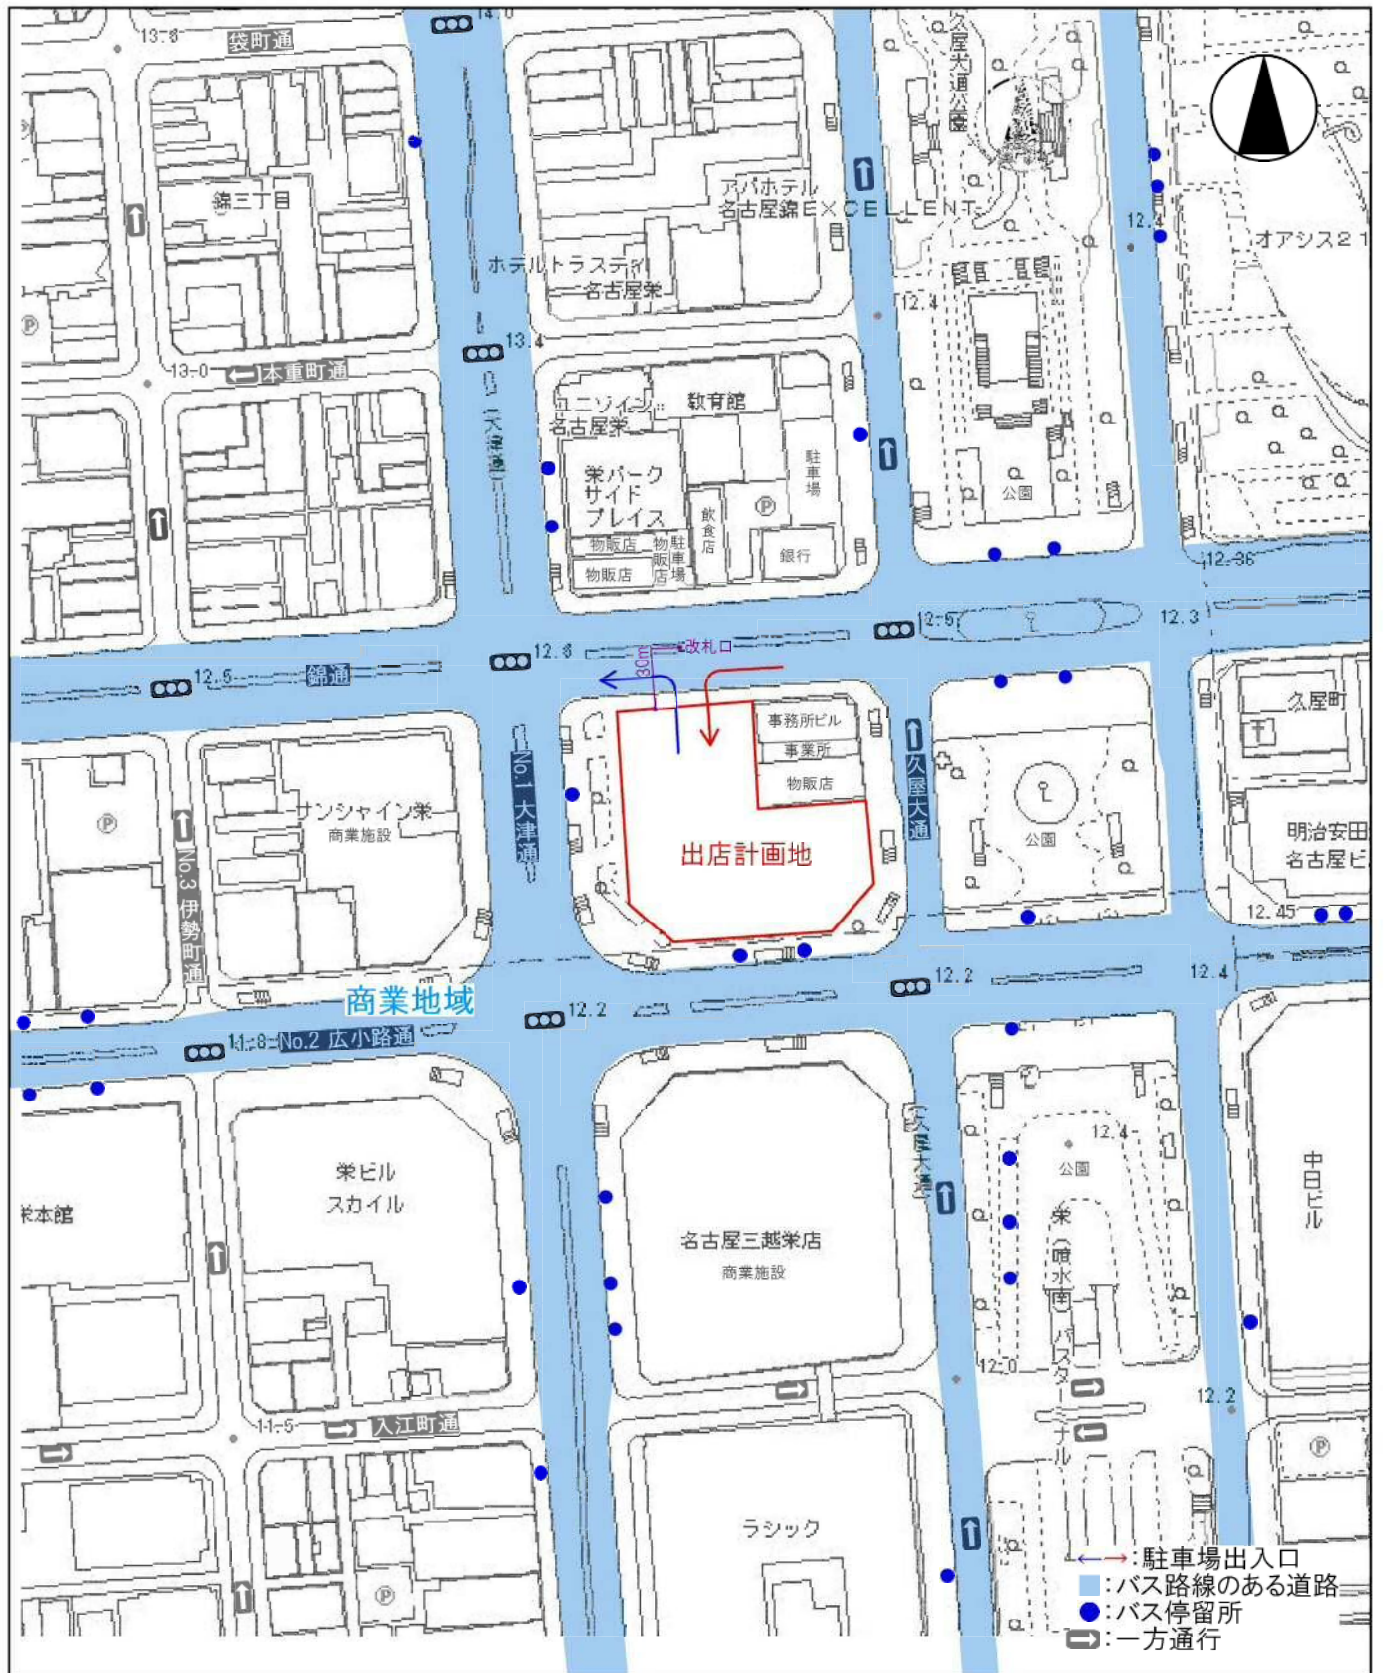 14.0
13.8
袋町通
久屋大通公園
錦三丁目
アパホテル
名古屋錦EXCELLENT
12.4
オアシス21
ホテルトラスティ
名古屋栄
12.4
13.4
13.0
本重町通
(大津通)
ユニゾイン
名古屋栄
教育館
駐車場
栄パーク
サイド
プレイス
飲食店
公園
物販店
物販店
駐車場
物販店
銀行
12.36
12.3
12.6
12.5
錦通
改札口
30m
久屋町
事務所ビル
事業所
物販店
No.1 大津通
久屋大通
サンシャイン栄
商業施設
公園
明治安田
名古屋ビ
出店計画地
No.3 伊勢町通
12.45
12.2
12.4
商業地域
12.2
11.8
No.2 広小路通
(久屋大通)
12.4
公園
栄ビル
スカイル
中日ビル
栄本館
名古屋三越栄店
商業施設
栄(噴水南)バスターミナル
12.0
12.2
11.5
入江町通
ラシック
:駐車場出入口
:バス路線のある道路
:バス停留所
:一方通行